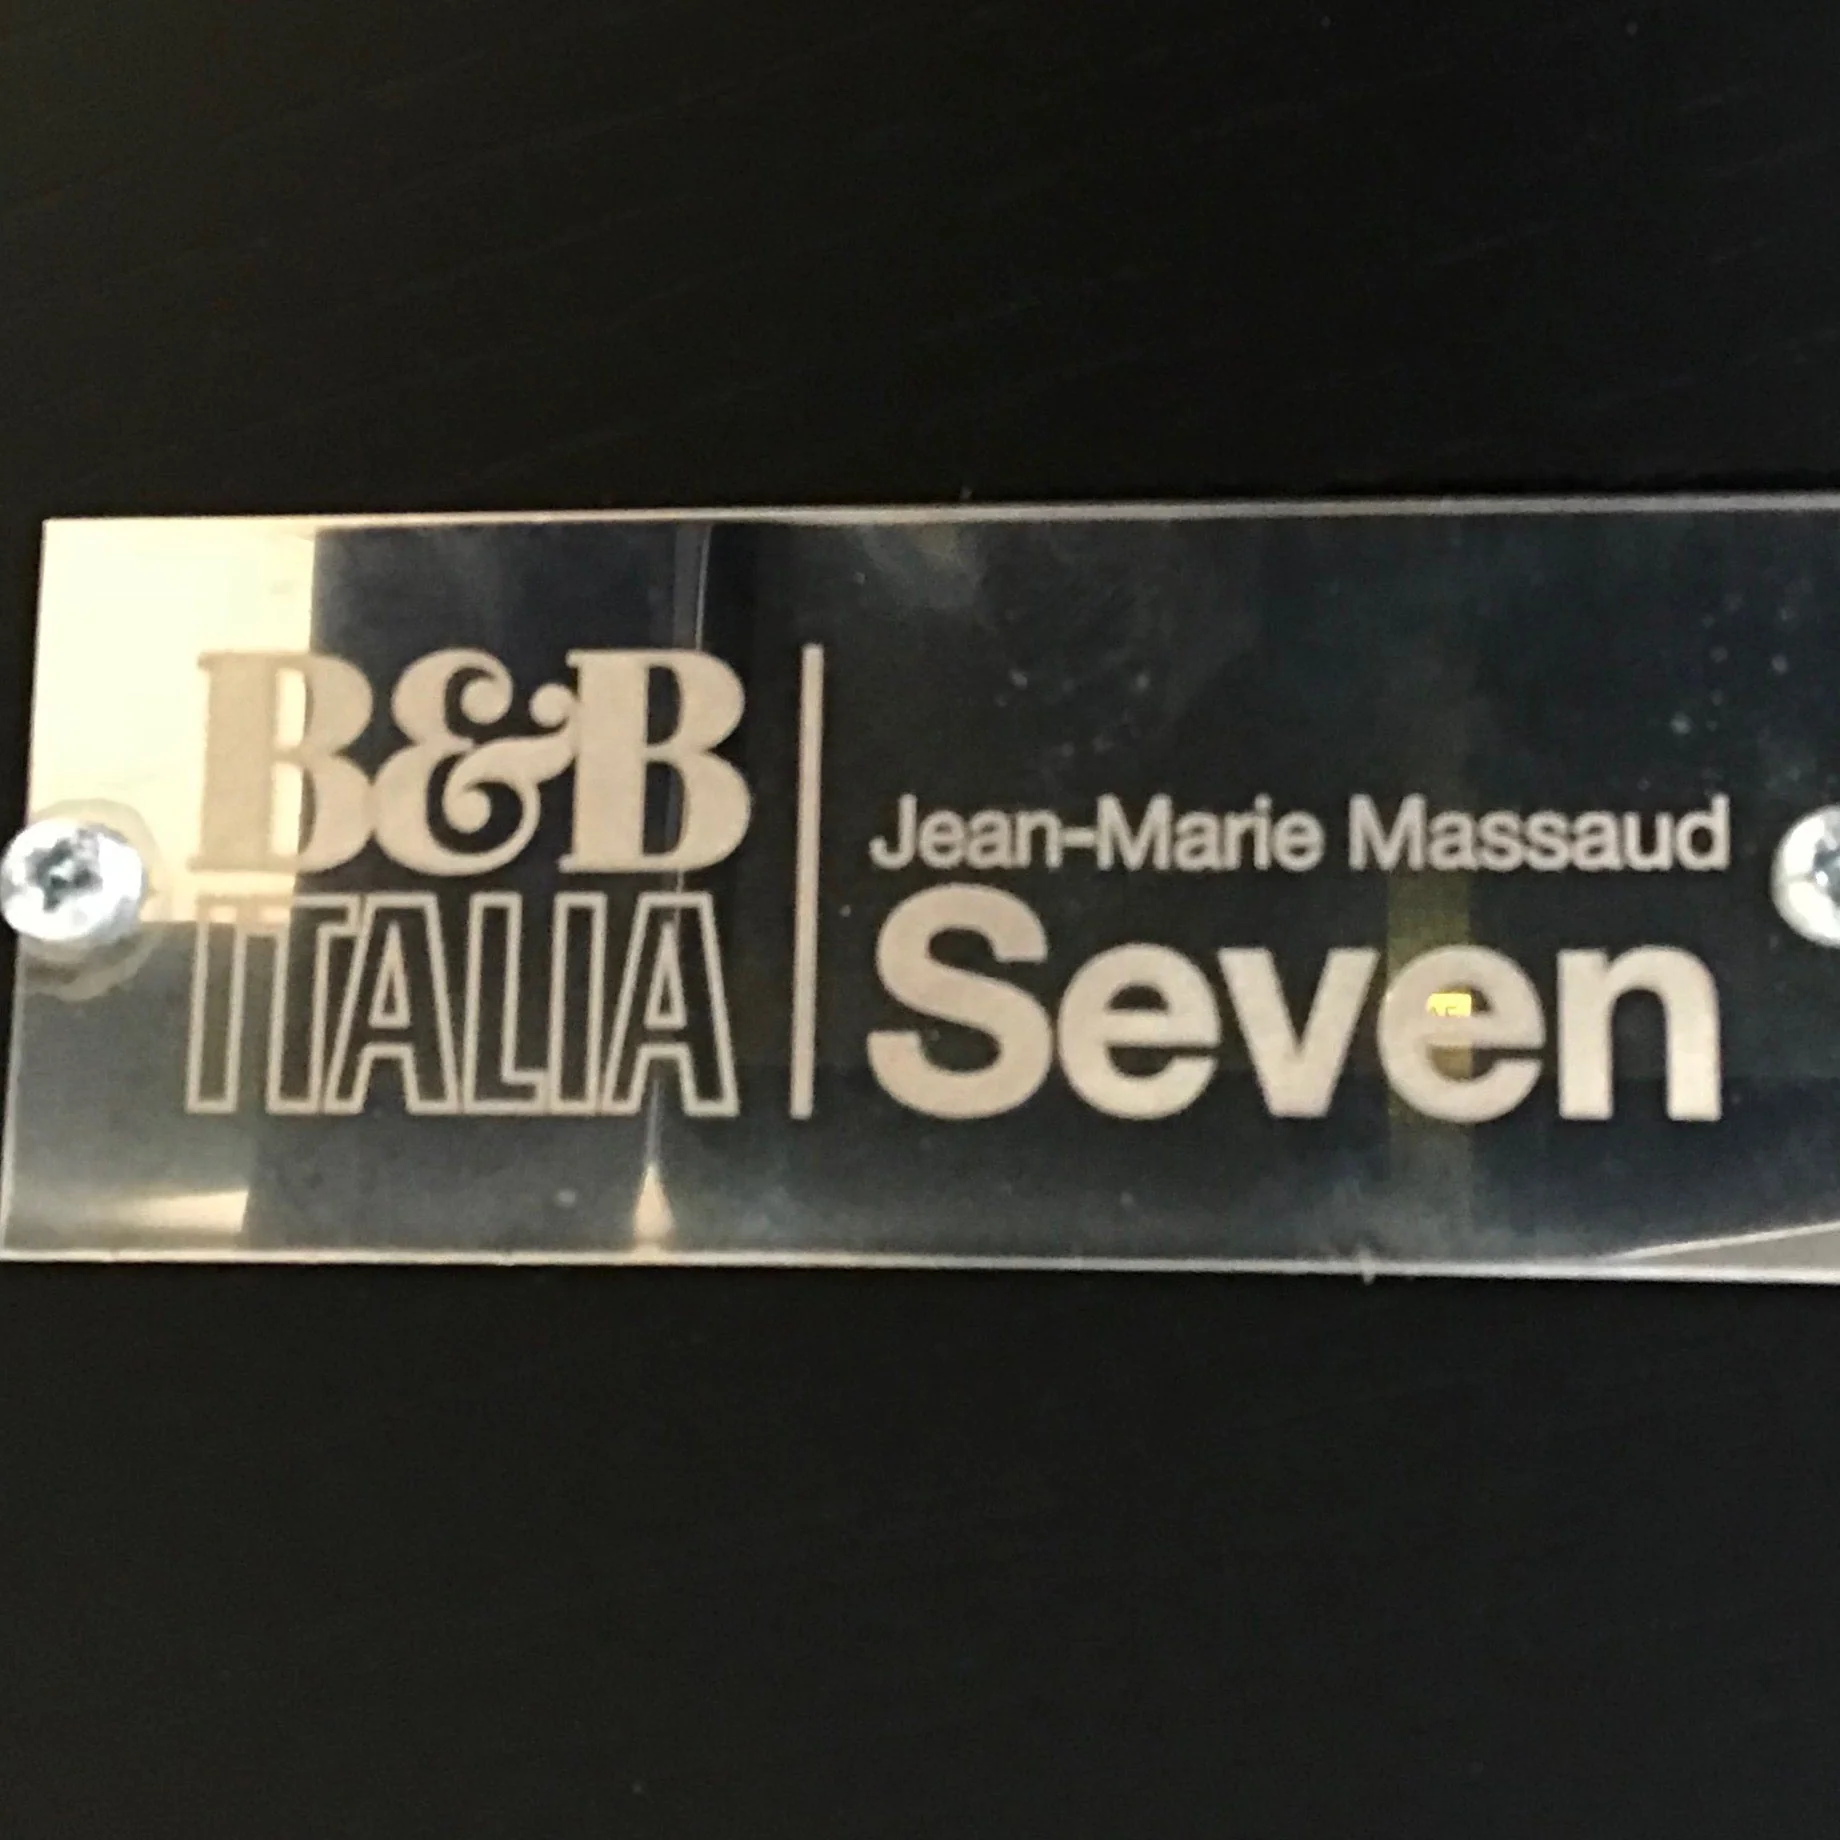 B&B
ITALIA
Jean-Marie Massaud
Seven